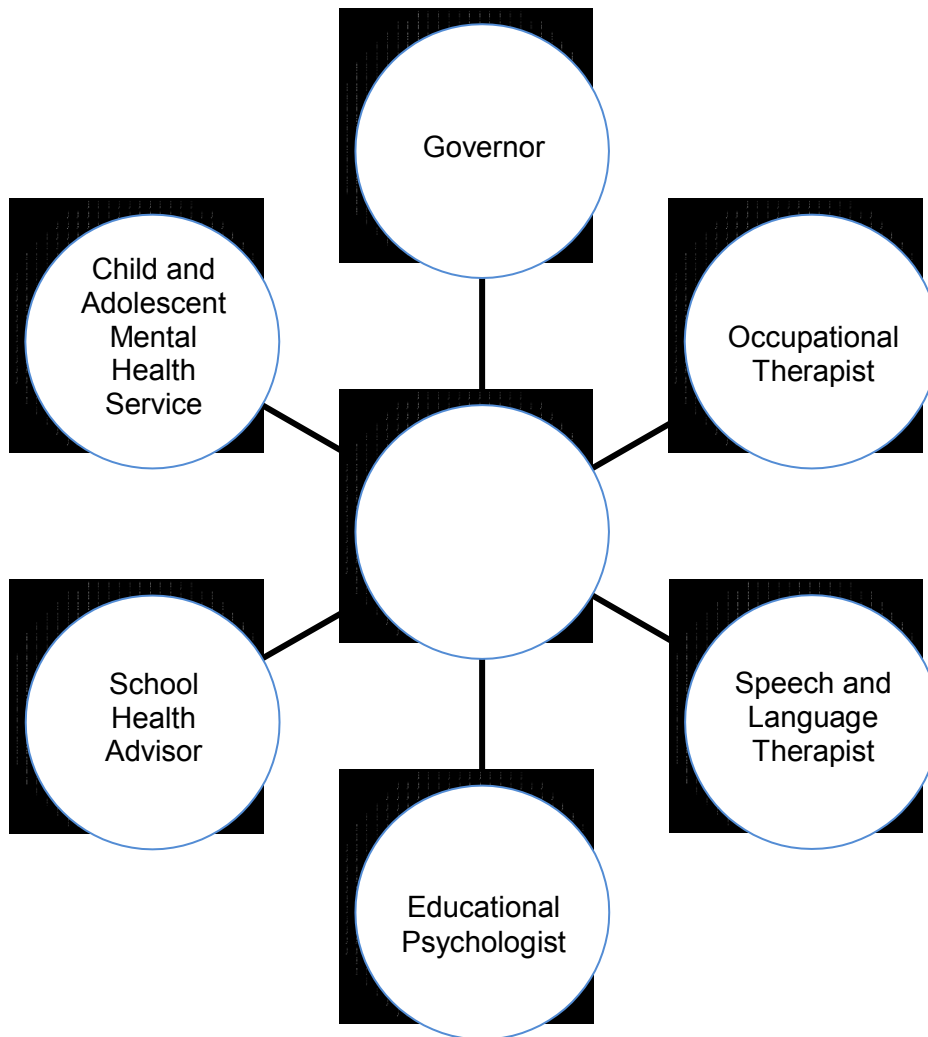 Governor
Child and
Adolescent
Mental
Health
Service
Occupational
Therapist
School
Health
Advisor
Speech and
Language
Therapist
Educational
Psychologist